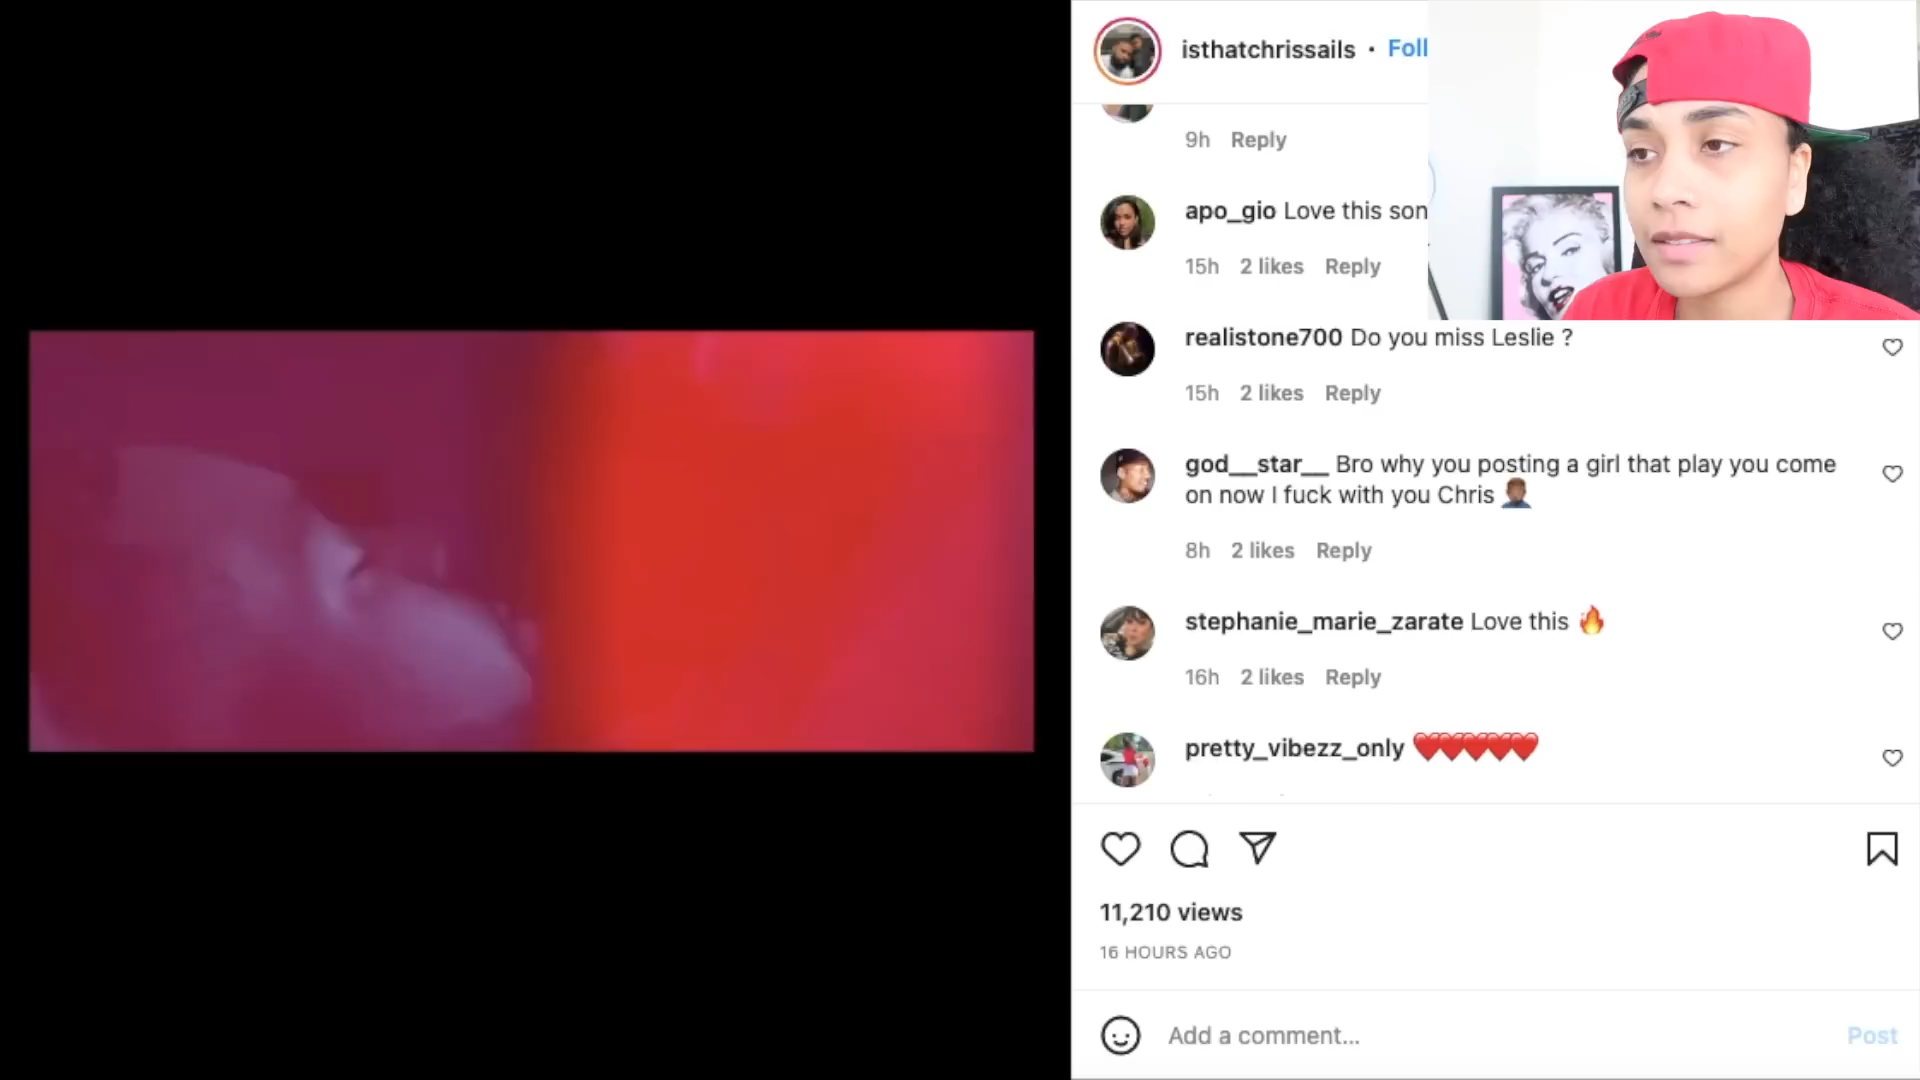 isthatchrissails • Foll
9h Reply
apo_gio Love this son
15h 2 likes Reply
realistone700 Do you miss Leslie ?
15h 2 likes Reply
god__star__ Bro why you posting a girl that play you come
on now I fuck with you Chris 🤦🏾‍♂️
8h 2 likes Reply
stephanie_marie_zarate Love this 🔥
16h 2 likes Reply
pretty_vibezz_only ❤️❤️❤️❤️❤️
11,210 views
16 HOURS AGO
Add a comment...
Post